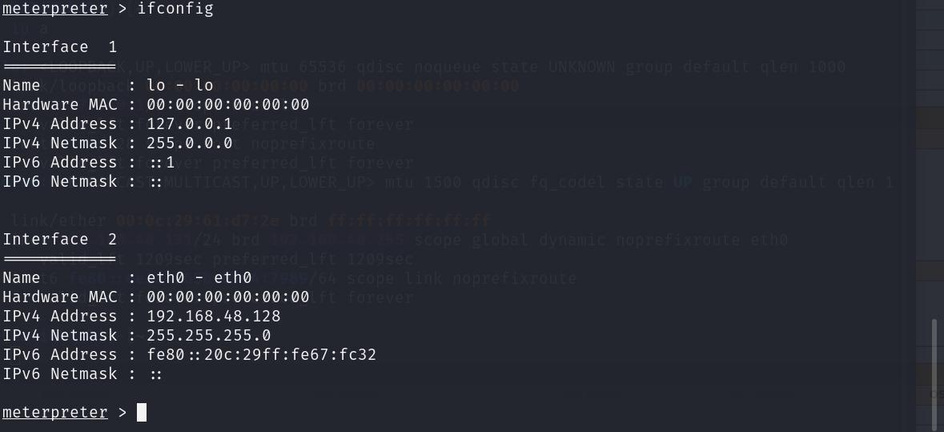 meterpreter > ifconfig
Interface  1
============
Name         : lo - lo
Hardware MAC : 00:00:00:00:00:00
IPv4 Address : 127.0.0.1
IPv4 Netmask : 255.0.0.0
IPv6 Address : ::1
IPv6 Netmask : ::
Interface  2
============
Name         : eth0 - eth0
Hardware MAC : 00:00:00:00:00:00
IPv4 Address : 192.168.48.128
IPv4 Netmask : 255.255.255.0
IPv6 Address : fe80::20c:29ff:fe67:fc32
IPv6 Netmask : ::
meterpreter >